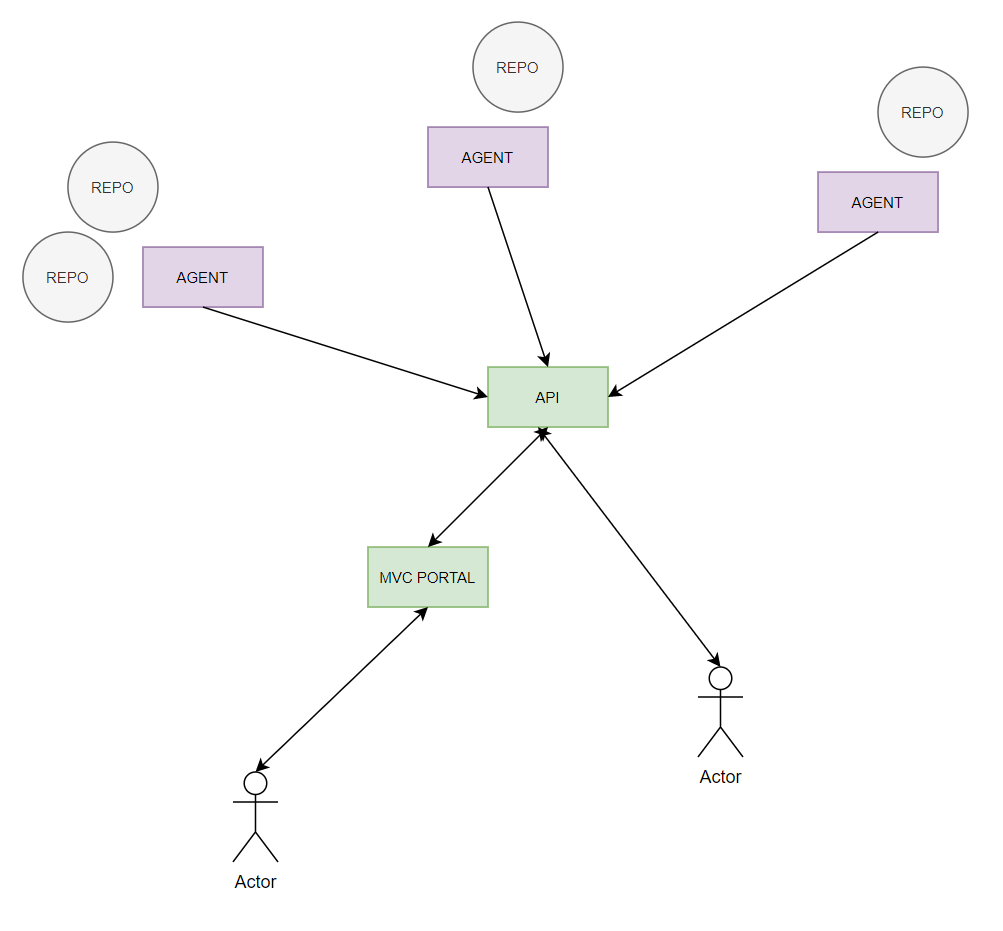 REPO
REPO
AGENT
REPO
REPO
AGENT
AGENT
API
MVC PORTAL
Actor
Actor